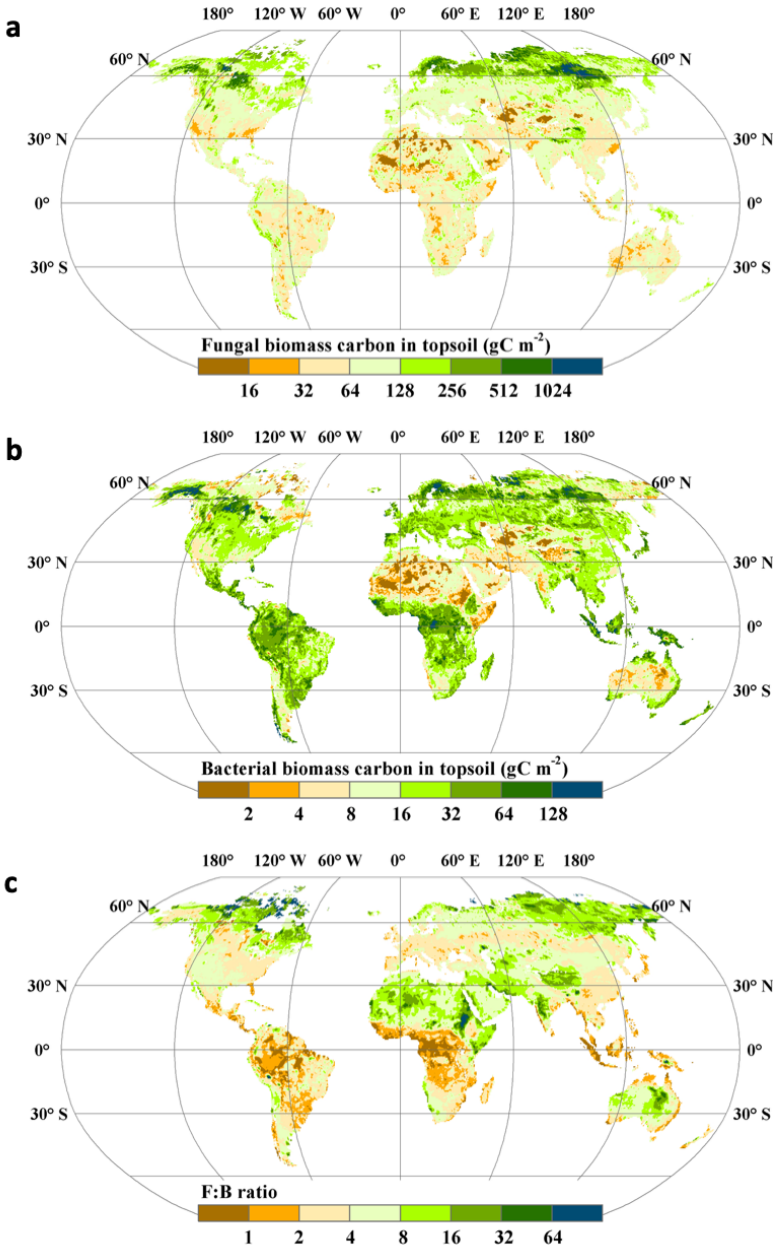 a
180° 120° W 60° W 0° 60° E 120° E 180°
60° N 60° N
30° N 30° N
0° 0°
30° S 30° S
Fungal biomass carbon in topsoil (gC m-2)
16 32 64 128 256 512 1024
b
180° 120° W 60° W 0° 60° E 120° E 180°
60° N 60° N
30° N 30° N
0° 0°
30° S 30° S
Bacterial biomass carbon in topsoil (gC m-2)
2 4 8 16 32 64 128
c
180° 120° W 60° W 0° 60° E 120° E 180°
60° N 60° N
30° N 30° N
0° 0°
30° S 30° S
F:B ratio
1 2 4 8 16 32 64